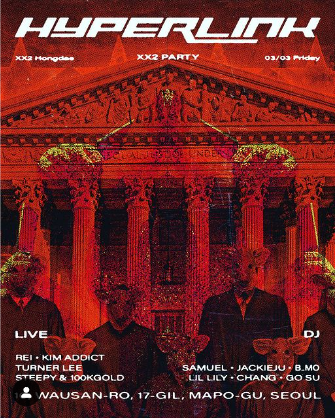 HYPERLINK
XX2 Hongdae
XX2 PARTY
03/03 Friday
LIVE
DJ
REI • KIM ADDICT
TURNER LEE
STEEPY & 100KGOLD
SAMUEL • JACKIEJU • B.MO
LIL LILY • CHANG • GO SU
WAUSAN-RO, 17-GIL, MAPO-GU, SEOUL